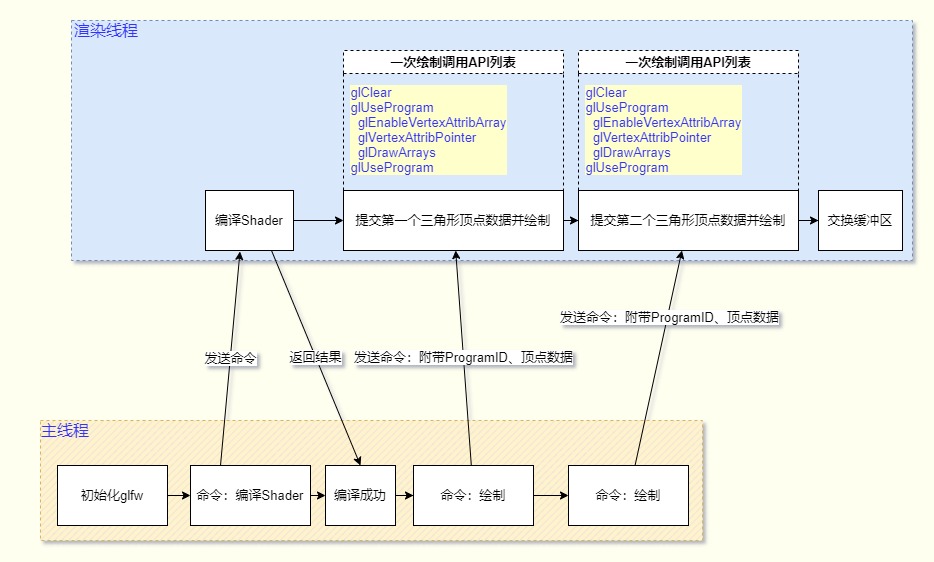 渲染线程
一次绘制调用API列表
glClear
glUseProgram
glEnableVertexAttribArray
glVertexAttribPointer
glDrawArrays
glUseProgram
一次绘制调用API列表
glClear
glUseProgram
glEnableVertexAttribArray
glVertexAttribPointer
glDrawArrays
glUseProgram
编译Shader
提交第一个三角形顶点数据并绘制
提交第二个三角形顶点数据并绘制
交换缓冲区
发送命令：附带ProgramID、顶点数据
发送命令
返回结果
发送命令：附带ProgramID、顶点数据
主线程
初始化glfw
命令：编译Shader
编译成功
命令：绘制
命令：绘制